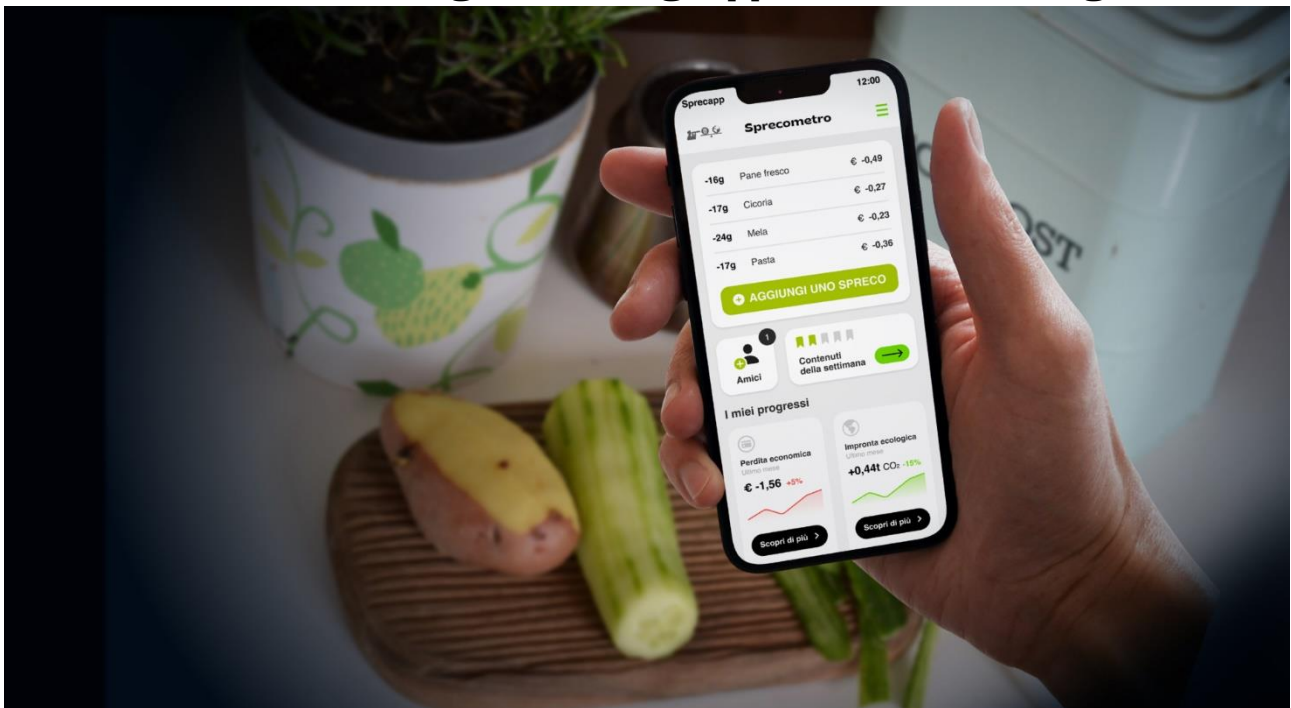 Sprecapp
12:00
Sprecometro
-16g Pane fresco € -0,49
-17g Cicoria € -0,27
-24g Mela € -0,23
-17g Pasta € -0,36
AGGIUNGI UNO SPRECO
1
Amici
Contenuti
della settimana
I miei progressi
Perdita economica
Ultimo mese
€ -1,56 +5%
Scopri di più
Impronta ecologica
Ultimo mese
+0,44t CO₂ -15%
Scopri di più
OST